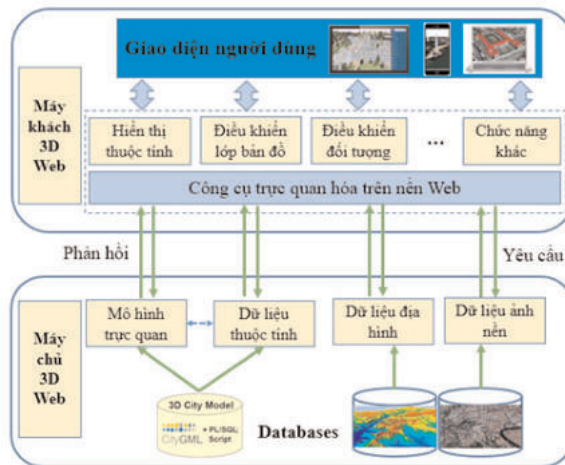 Giao diện người dùng
Máy
khách
3D
Web
Hiển thị
thuộc tính
Điều khiển
lớp bản đồ
Điều khiển
đối tượng
...
Chức năng
khác
Công cụ trực quan hóa trên nền Web
Phản hồi
Yêu cầu
Máy
chủ
3D
Web
Mô hình
trực quan
Dữ liệu
thuộc tính
Dữ liệu địa
hình
Dữ liệu ảnh
nền
3D City Model
CityGML
+ PL/SQL
Script
Databases